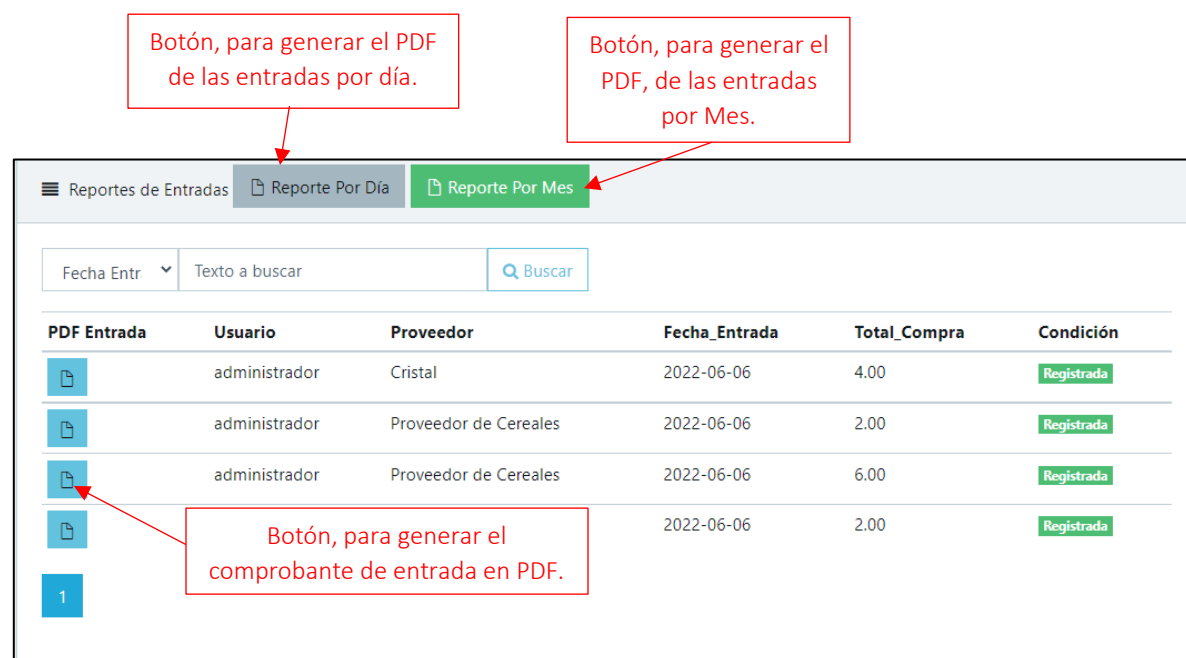 Botón, para generar el PDF
de las entradas por día.
Botón, para generar el
PDF, de las entradas
por Mes.
Reportes de Entradas Reporte Por Día Reporte Por Mes
Fecha Entr Texto a buscar Buscar
PDF Entrada Usuario Proveedor Fecha_Entrada Total_Compra Condición
administrador Cristal 2022-06-06 4.00 Registrada
administrador Proveedor de Cereales 2022-06-06 2.00 Registrada
administrador Proveedor de Cereales 2022-06-06 6.00 Registrada
2022-06-06 2.00 Registrada
Botón, para generar el
comprobante de entrada en PDF.
1